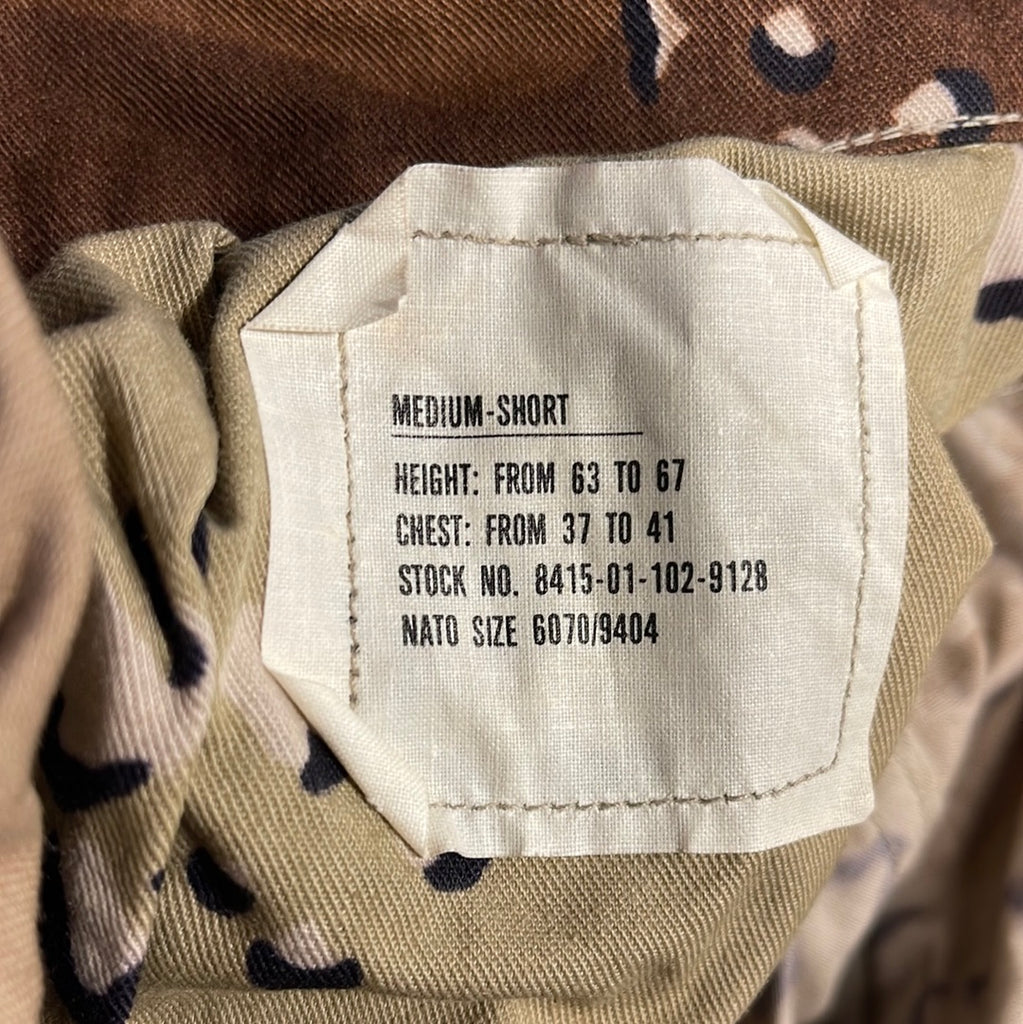 MEDIUM-SHORT
HEIGHT: FROM 63 TO 67
CHEST: FROM 37 TO 41
STOCK NO. 8415-01-102-9128
NATO SIZE 6070/9404